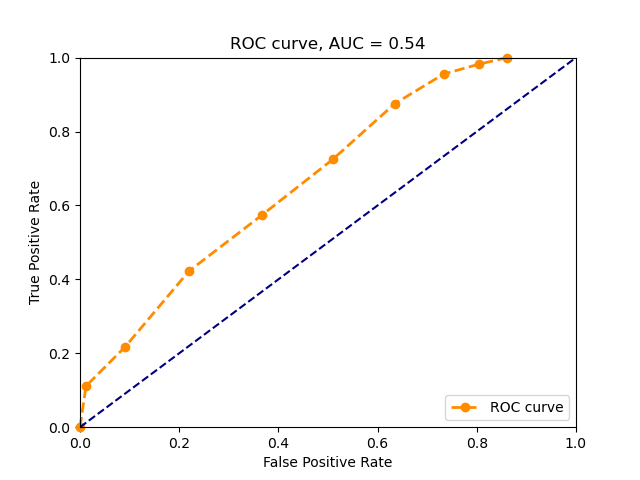 ROC curve, AUC = 0.54
1.0
0.8
0.6
0.4
0.2
0.0
True Positive Rate
ROC curve
0.0 0.2 0.4 0.6 0.8 1.0
False Positive Rate